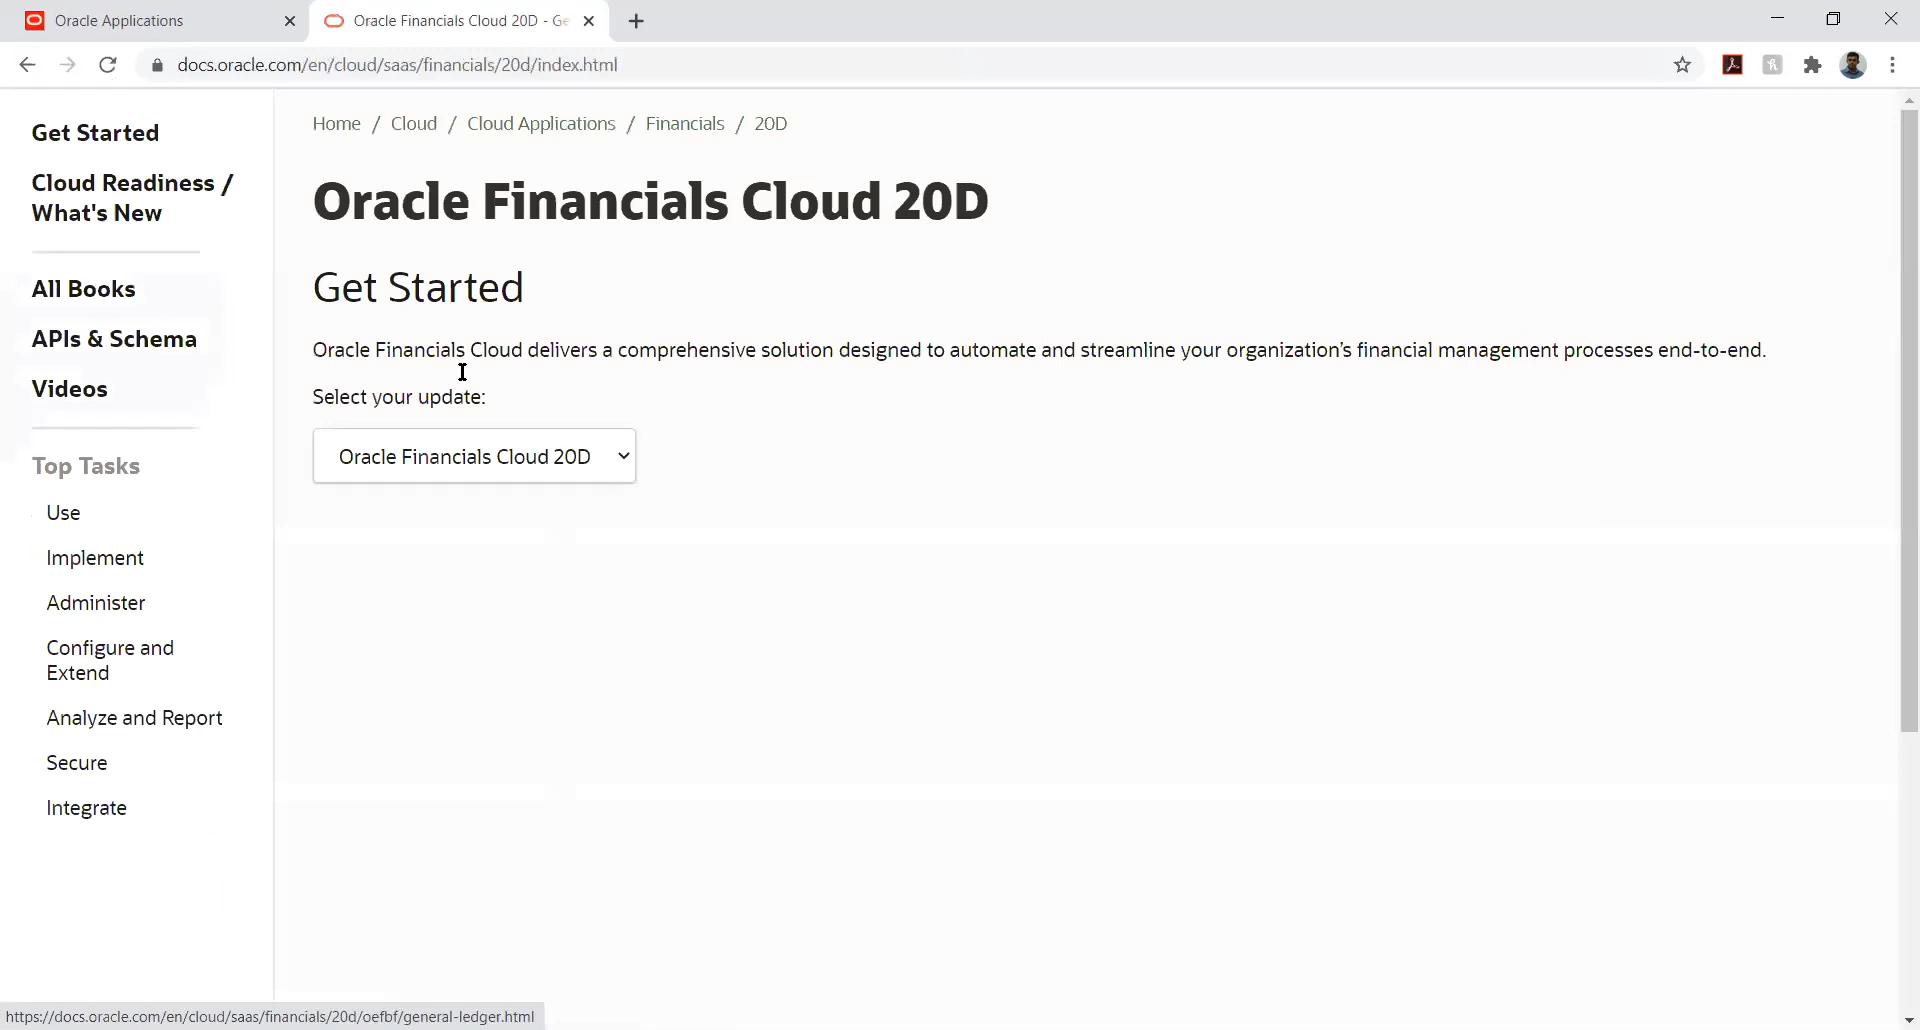 Oracle Applications
Oracle Financials Cloud 20D - Ge
docs.oracle.com/en/cloud/saas/financials/20d/index.html
Get Started
Cloud Readiness /
What's New
All Books
APIs & Schema
Videos
Top Tasks
Use
Implement
Administer
Configure and
Extend
Analyze and Report
Secure
Integrate
Home / Cloud / Cloud Applications / Financials / 20D
Oracle Financials Cloud 20D
Get Started
Oracle Financials Cloud delivers a comprehensive solution designed to automate and streamline your organization’s financial management processes end-to-end.
Select your update:
Oracle Financials Cloud 20D
https://docs.oracle.com/en/cloud/saas/financials/20d/oefbf/general-ledger.html